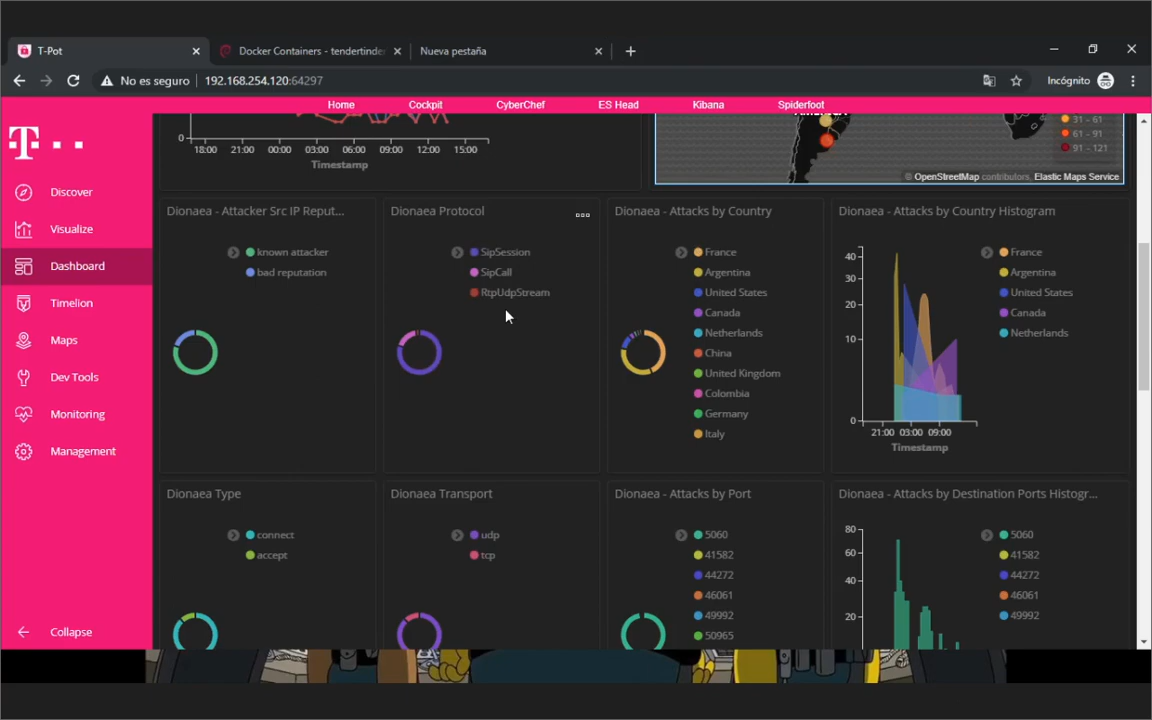 T-Pot
Docker Containers - tendertinde
Nueva pestaña
No es seguro 192.168.254.120:64297
Incógnito
Home Cockpit CyberChef ES Head Kibana Spiderfoot
T
Discover
Visualize
Dashboard
Timelion
Maps
Dev Tools
Monitoring
Management
Collapse
0
18:00 21:00 00:00 03:00 06:00 09:00 12:00 15:00
Timestamp
31 - 61
61 - 91
91 - 121
© OpenStreetMap contributors, Elastic Maps Service
Dionaea - Attacker Src IP Reput...
known attacker
bad reputation
Dionaea Protocol
SipSession
SipCall
RtpUdpStream
Dionaea - Attacks by Country
France
Argentina
United States
Canada
Netherlands
China
United Kingdom
Colombia
Germany
Italy
Dionaea - Attacks by Country Histogram
40
30
20
10
0
21:00 03:00 09:00
Timestamp
France
Argentina
United States
Canada
Netherlands
Dionaea Type
connect
accept
Dionaea Transport
udp
tcp
Dionaea - Attacks by Port
5060
41582
44272
46061
49992
50965
Dionaea - Attacks by Destination Ports Histogr...
80
60
40
20
5060
41582
44272
46061
49992